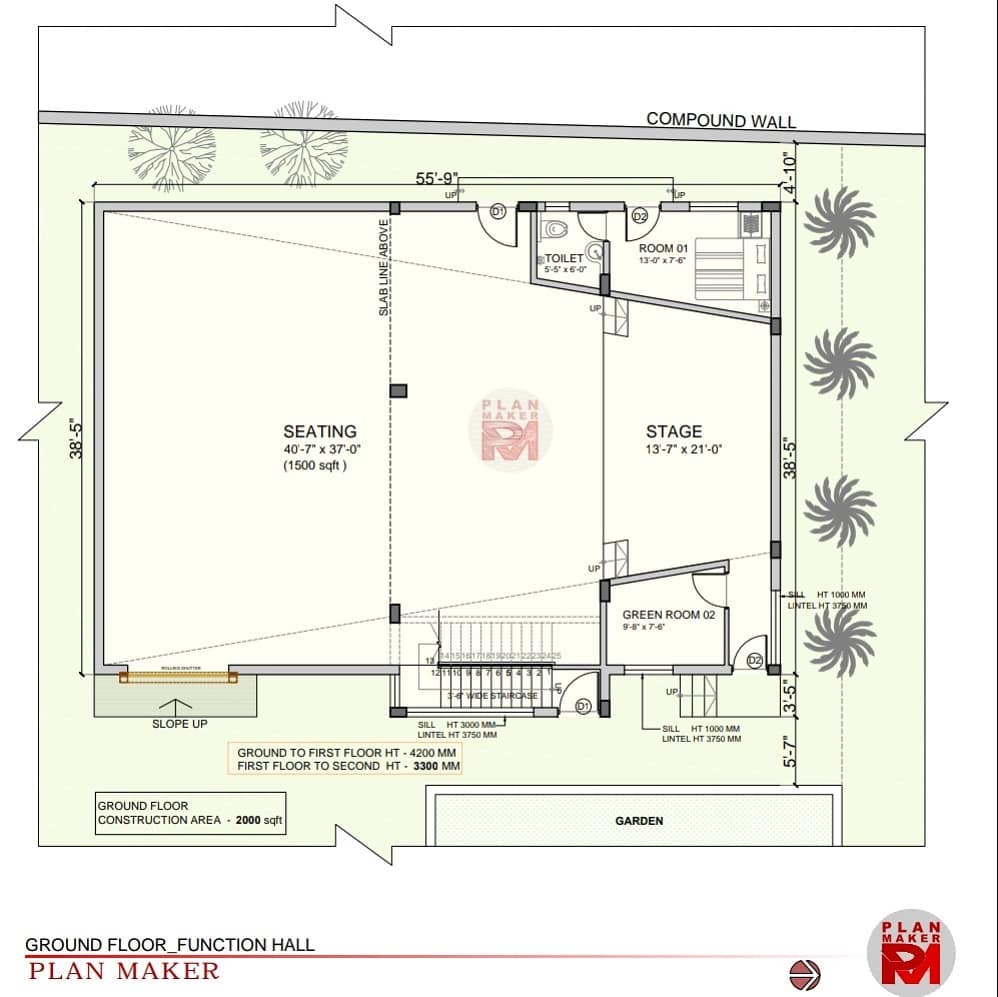 COMPOUND WALL
55'-9"
4'-10"
UP
UP
D1
D2
SLAB LINE ABOVE
TOILET
5'-5" x 6'-0"
ROOM 01
13'-0" x 7'-6"
UP
PLAN
MAKER
38'-5"
SEATING
40'-7" x 37'-0"
(1500 sqft )
STAGE
13'-7" x 21'-0"
38'-5"
UP
SILL HT 1000 MM
LINTEL HT 3750 MM
GREEN ROOM 02
9'-8" x 7'-6"
14 15 16 17 18 19 20 21 22 23 24 25
13
12 11 10 9 8 7 6 5 4 3 2 1
ROLLING SHUTTER
D2
UP
3'-6" WIDE STAIRCASE
D1
UP
3'-5"
SLOPE UP
SILL HT 3000 MM
LINTEL HT 3750 MM
SILL HT 1000 MM
LINTEL HT 3750 MM
5'-7"
GROUND TO FIRST FLOOR HT - 4200 MM
FIRST FLOOR TO SECOND HT - 3300 MM
GROUND FLOOR
CONSTRUCTION AREA - 2000 sqft
GARDEN
GROUND FLOOR_FUNCTION HALL
PLAN MAKER
PLAN
MAKER